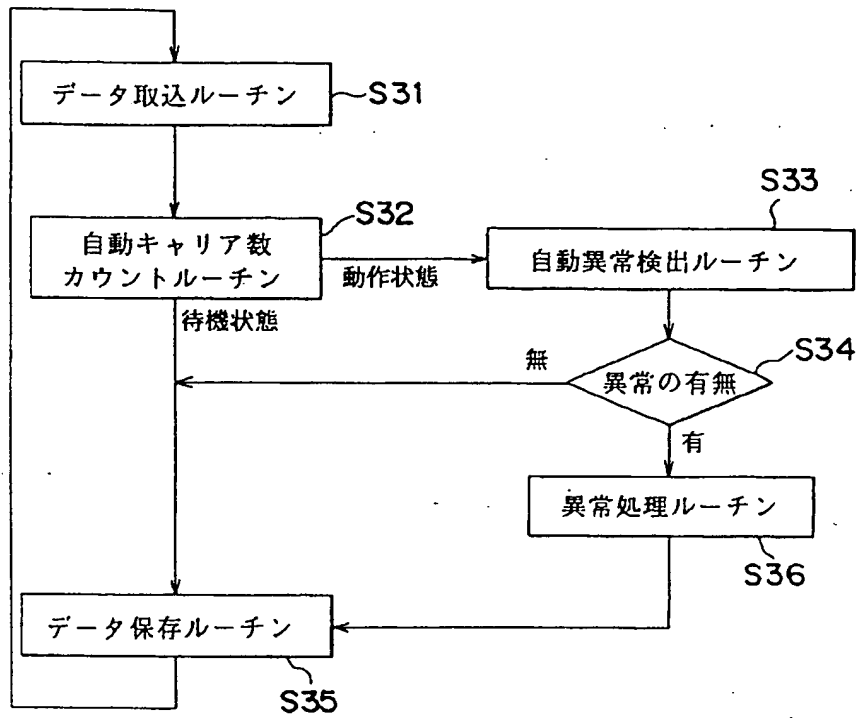 データ取込ルーチン
S31
S32
自動キャリア数
カウントルーチン
動作状態
待機状態
S33
自動異常検出ルーチン
S34
無
異常の有無
有
異常処理ルーチン
S36
データ保存ルーチン
S35